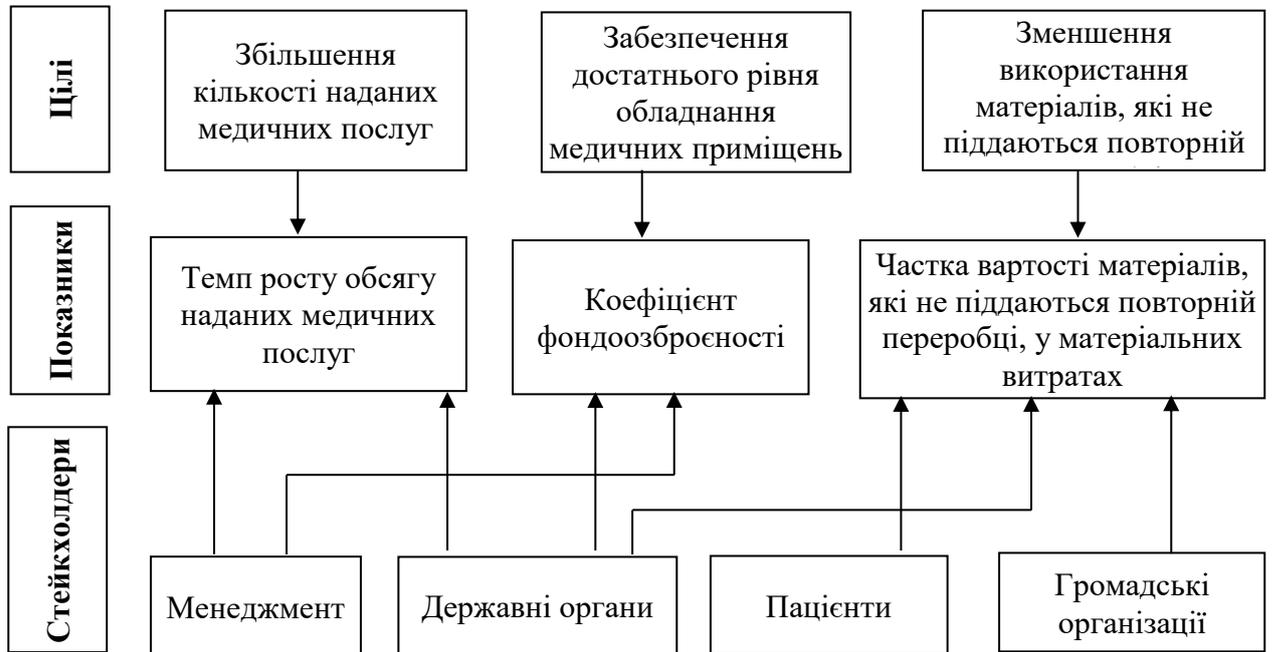 Цілі
Збільшення
кількості наданих
медичних послуг
Забезпечення
достатнього рівня
обладнання
медичних приміщень
Зменшення
використання
матеріалів, які не
піддаються повторній
Показники
Темп росту обсягу
наданих медичних
послуг
Коефіцієнт
фондоозброєності
Частка вартості матеріалів,
які не піддаються повторній
переробці, у матеріальних
витратах
Стейкхолдери
Менеджмент
Державні органи
Пацієнти
Громадські
організації